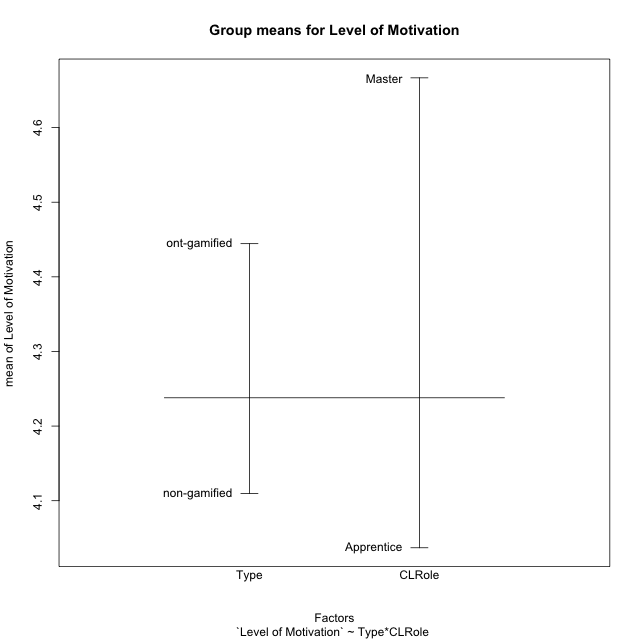 Group means for Level of Motivation
mean of Level of Motivation
4.6
4.5
4.4
4.3
4.2
4.1
Master
ont-gamified
non-gamified
Apprentice
Type
CLRole
Factors
`Level of Motivation` ~ Type*CLRole